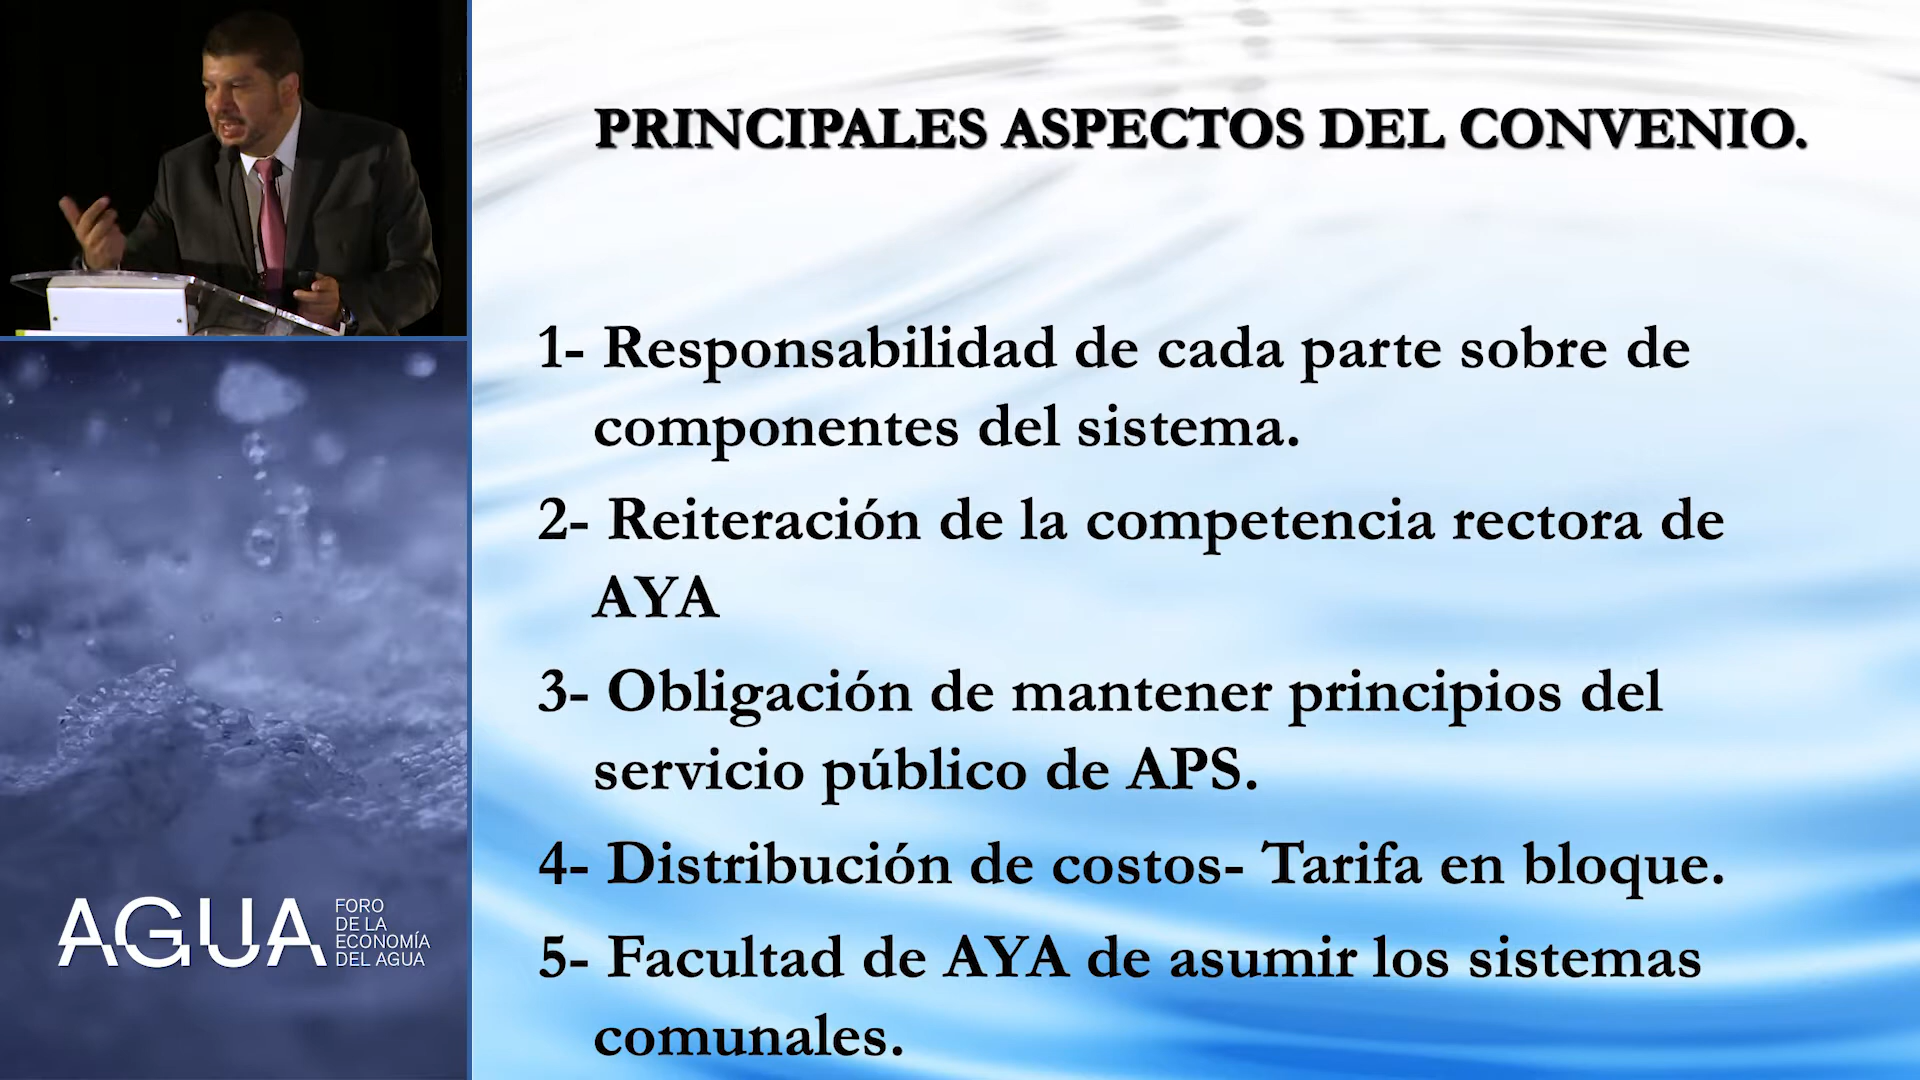 PRINCIPALES ASPECTOS DEL CONVENIO.
1- Responsabilidad de cada parte sobre de
componentes del sistema.
2- Reiteración de la competencia rectora de
AYA
3- Obligación de mantener principios del
servicio público de APS.
4- Distribución de costos- Tarifa en bloque.
5- Facultad de AYA de asumir los sistemas
comunales.
AGUA
FORO
DE LA
ECONOMÍA
DEL AGUA